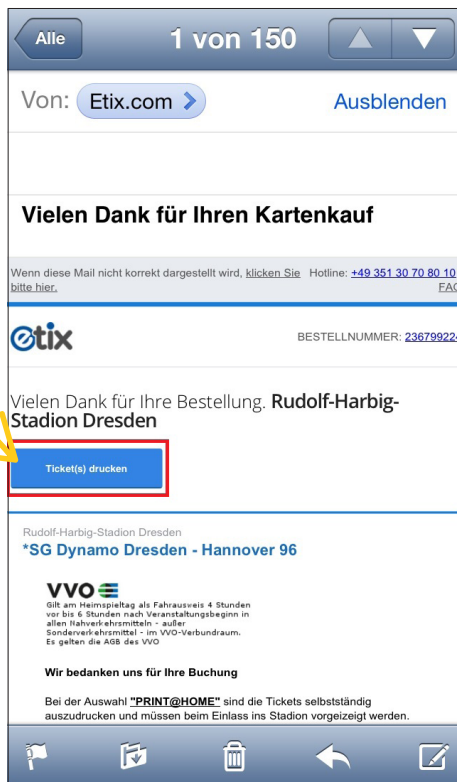 Alle
1 von 150
Von: Etix.com
Ausblenden
Vielen Dank für Ihren Kartenkauf
Wenn diese Mail nicht korrekt dargestellt wird, klicken Sie
bitte hier.
Hotline: +49 351 30 70 80 10
FAQ
etix
BESTELLNUMMER: 236799224
Vielen Dank für Ihre Bestellung. Rudolf-Harbig-
Stadion Dresden
Ticket(s) drucken
Rudolf-Harbig-Stadion Dresden
*SG Dynamo Dresden - Hannover 96
VVO
Gilt am Heimspieltag als Fahrausweis 4 Stunden
vor bis 6 Stunden nach Veranstaltungsbeginn in
allen Nahverkehrsmitteln - außer
Sonderverkehrsmittel - im VVO-Verbundraum.
Es gelten die AGB des VVO
Wir bedanken uns für Ihre Buchung
Bei der Auswahl "PRINT@HOME" sind die Tickets selbstständig
auszudrucken und müssen beim Einlass ins Stadion vorgezeigt werden.